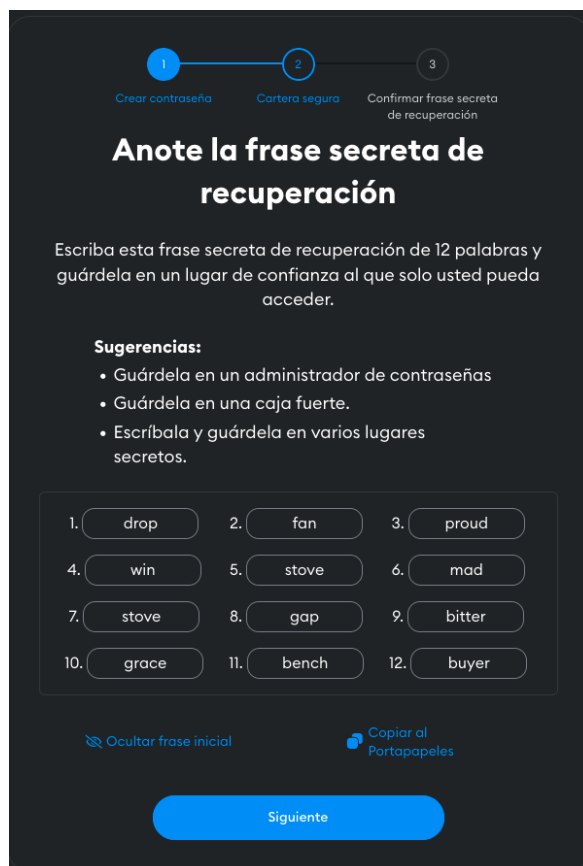 1 2 3
Crear contraseña Cartera segura Confirmar frase secreta
de recuperación
Anote la frase secreta de
recuperación
Escriba esta frase secreta de recuperación de 12 palabras y
guárdela en un lugar de confianza al que solo usted pueda
acceder.
Sugerencias:
• Guárdela en un administrador de contraseñas
• Guárdela en una caja fuerte.
• Escríbala y guárdela en varios lugares
secretos.
1. drop 2. fan 3. proud
4. win 5. stove 6. mad
7. stove 8. gap 9. bitter
10. grace 11. bench 12. buyer
Ocultar frase inicial Copiar al
Portapapeles
Siguiente